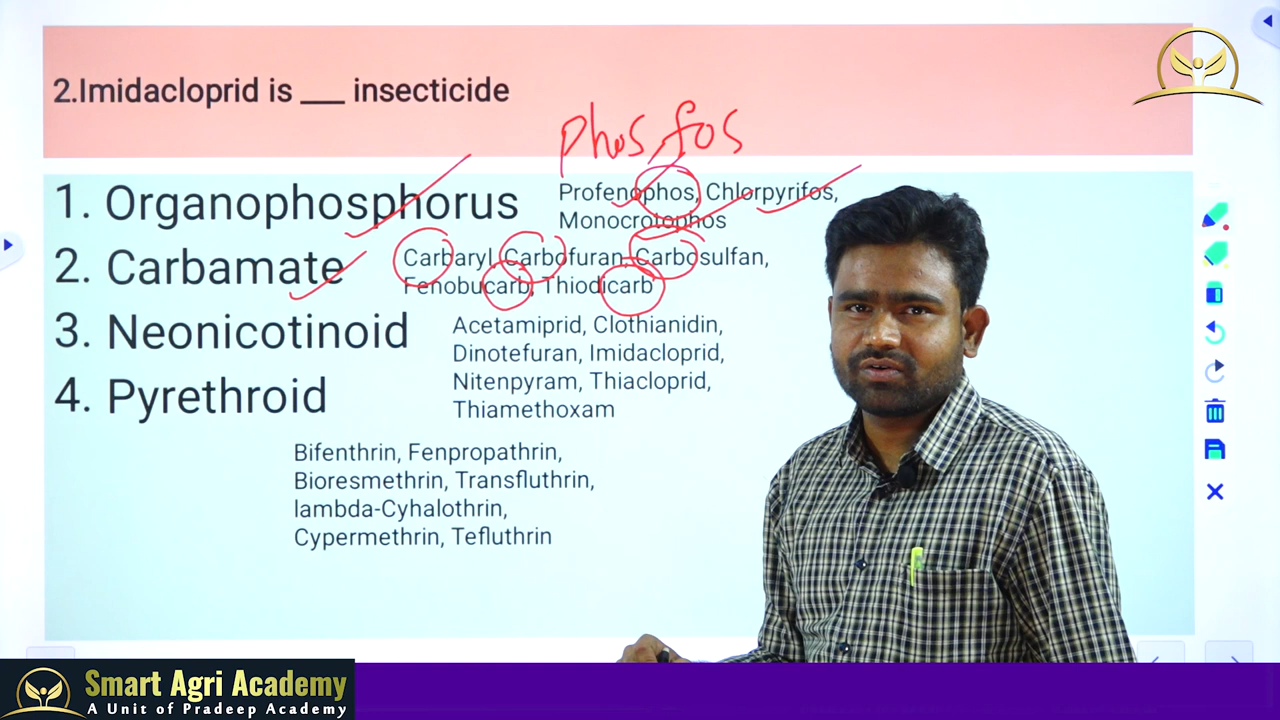 2.Imidacloprid is ___ insecticide
phos, fos
1. Organophosphorus
Profenophos, Chlorpyrifos,
Monocrotophos
2. Carbamate
Carbaryl, Carbofuran, Carbosulfan,
Fenobucarb, Thiodicarb
3. Neonicotinoid
Acetamiprid, Clothianidin,
Dinotefuran, Imidacloprid,
Nitenpyram, Thiacloprid,
Thiamethoxam
4. Pyrethroid
Bifenthrin, Fenpropathrin,
Bioresmethrin, Transfluthrin,
lambda-Cyhalothrin,
Cypermethrin, Tefluthrin
Smart Agri Academy
A Unit of Pradeep Academy